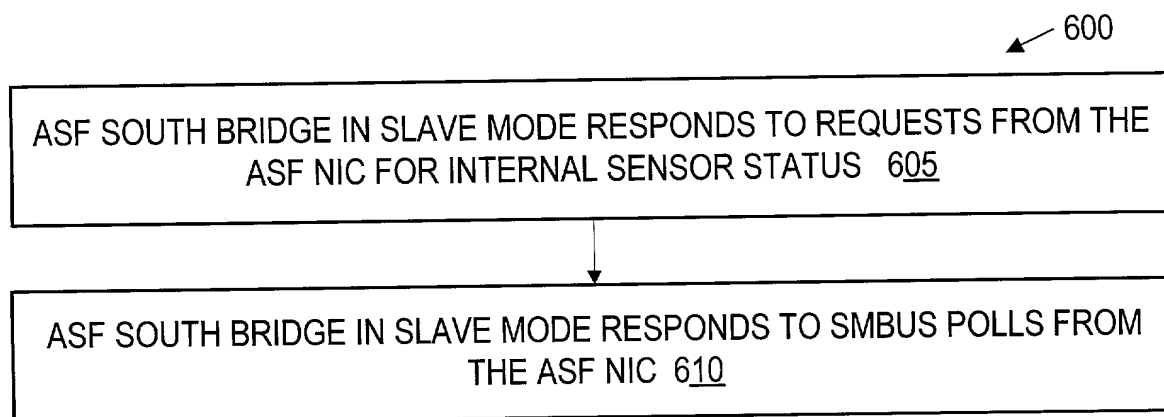 600
ASF SOUTH BRIDGE IN SLAVE MODE RESPONDS TO REQUESTS FROM THE
ASF NIC FOR INTERNAL SENSOR STATUS 605
ASF SOUTH BRIDGE IN SLAVE MODE RESPONDS TO SMBUS POLLS FROM
THE ASF NIC 610